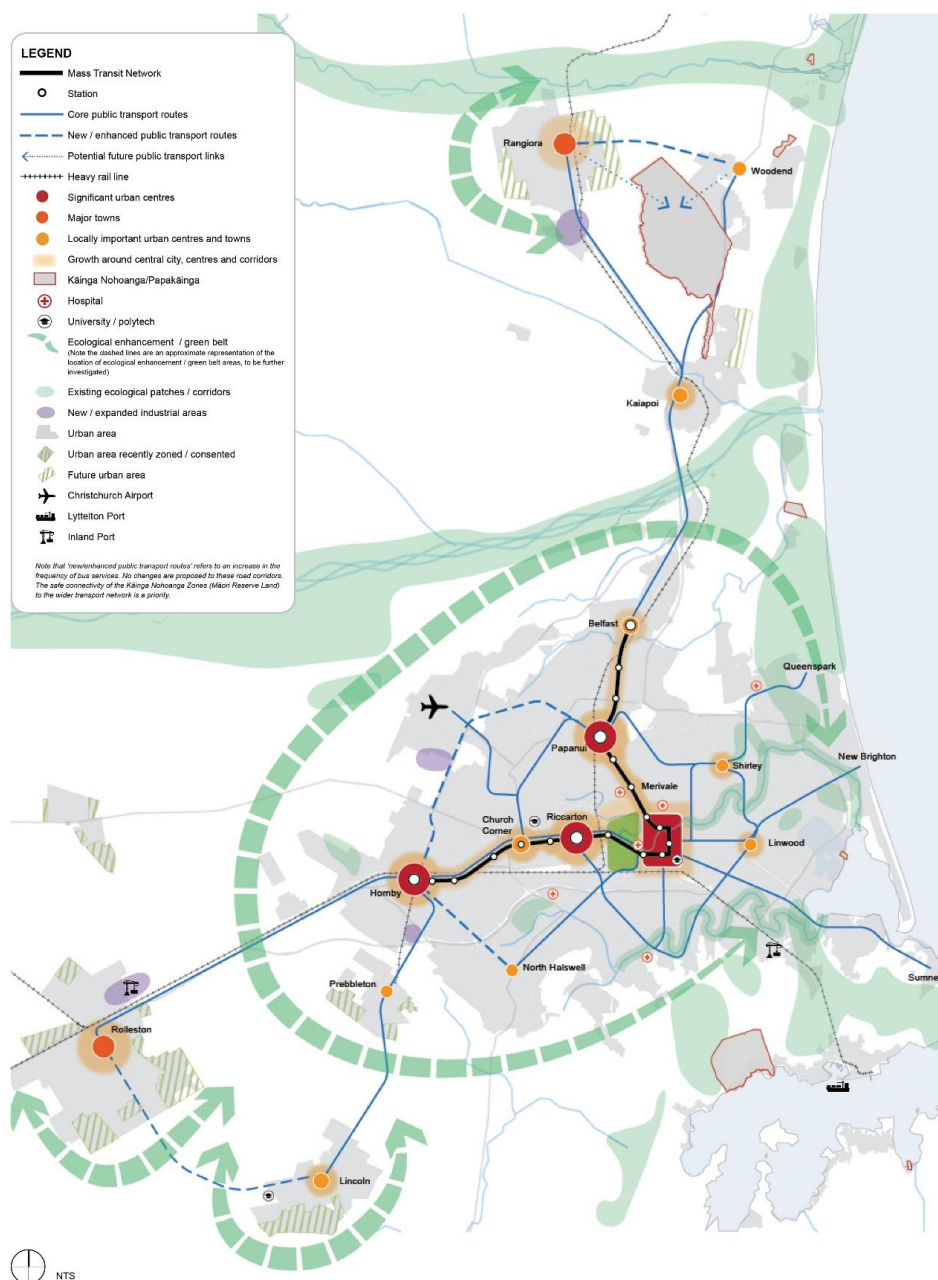 LEGEND
Mass Transit Network
Station
Core public transport routes
New / enhanced public transport routes
Potential future public transport links
Heavy rail line
Significant urban centres
Major towns
Locally important urban centres and towns
Growth around central city, centres and corridors
Kāinga Nohoanga/Papakāinga
Hospital
University / polytech
Ecological enhancement / green belt
(Note the dashed lines are an approximate representation of the
location of ecological enhancement / green belt areas, to be further
investigated)
Existing ecological patches / corridors
New / expanded industrial areas
Urban area
Urban area recently zoned / consented
Future urban area
Christchurch Airport
Lyttelton Port
Inland Port
Note that 'new/enhanced public transport routes' refers to an increase in the
frequency of bus services. No changes are proposed to these road corridors.
The safe connectivity of the Kāinga Nohoanga Zones (Māori Reserve Land)
to the wider transport network is a priority.
Rangiora
Woodend
Kaiapoi
Belfast
Queenspark
Papanui
Shirley
New Brighton
Merivale
Church
Corner
Riccarton
Linwood
Hornby
North Halswell
Prebbleton
Sumne
Rolleston
Lincoln
NTS